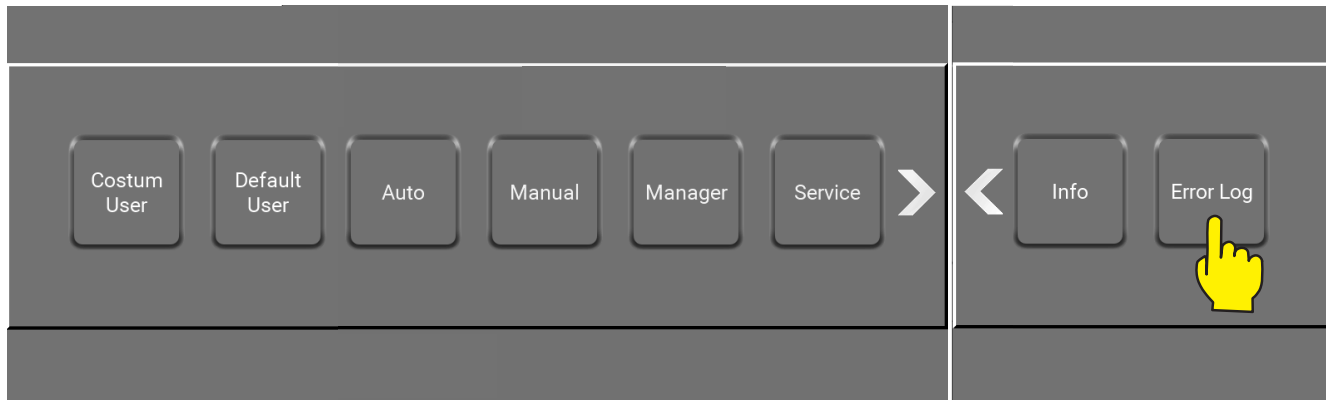 Costum
User
Default
User
Auto
Manual
Manager
Service
Info
Error Log